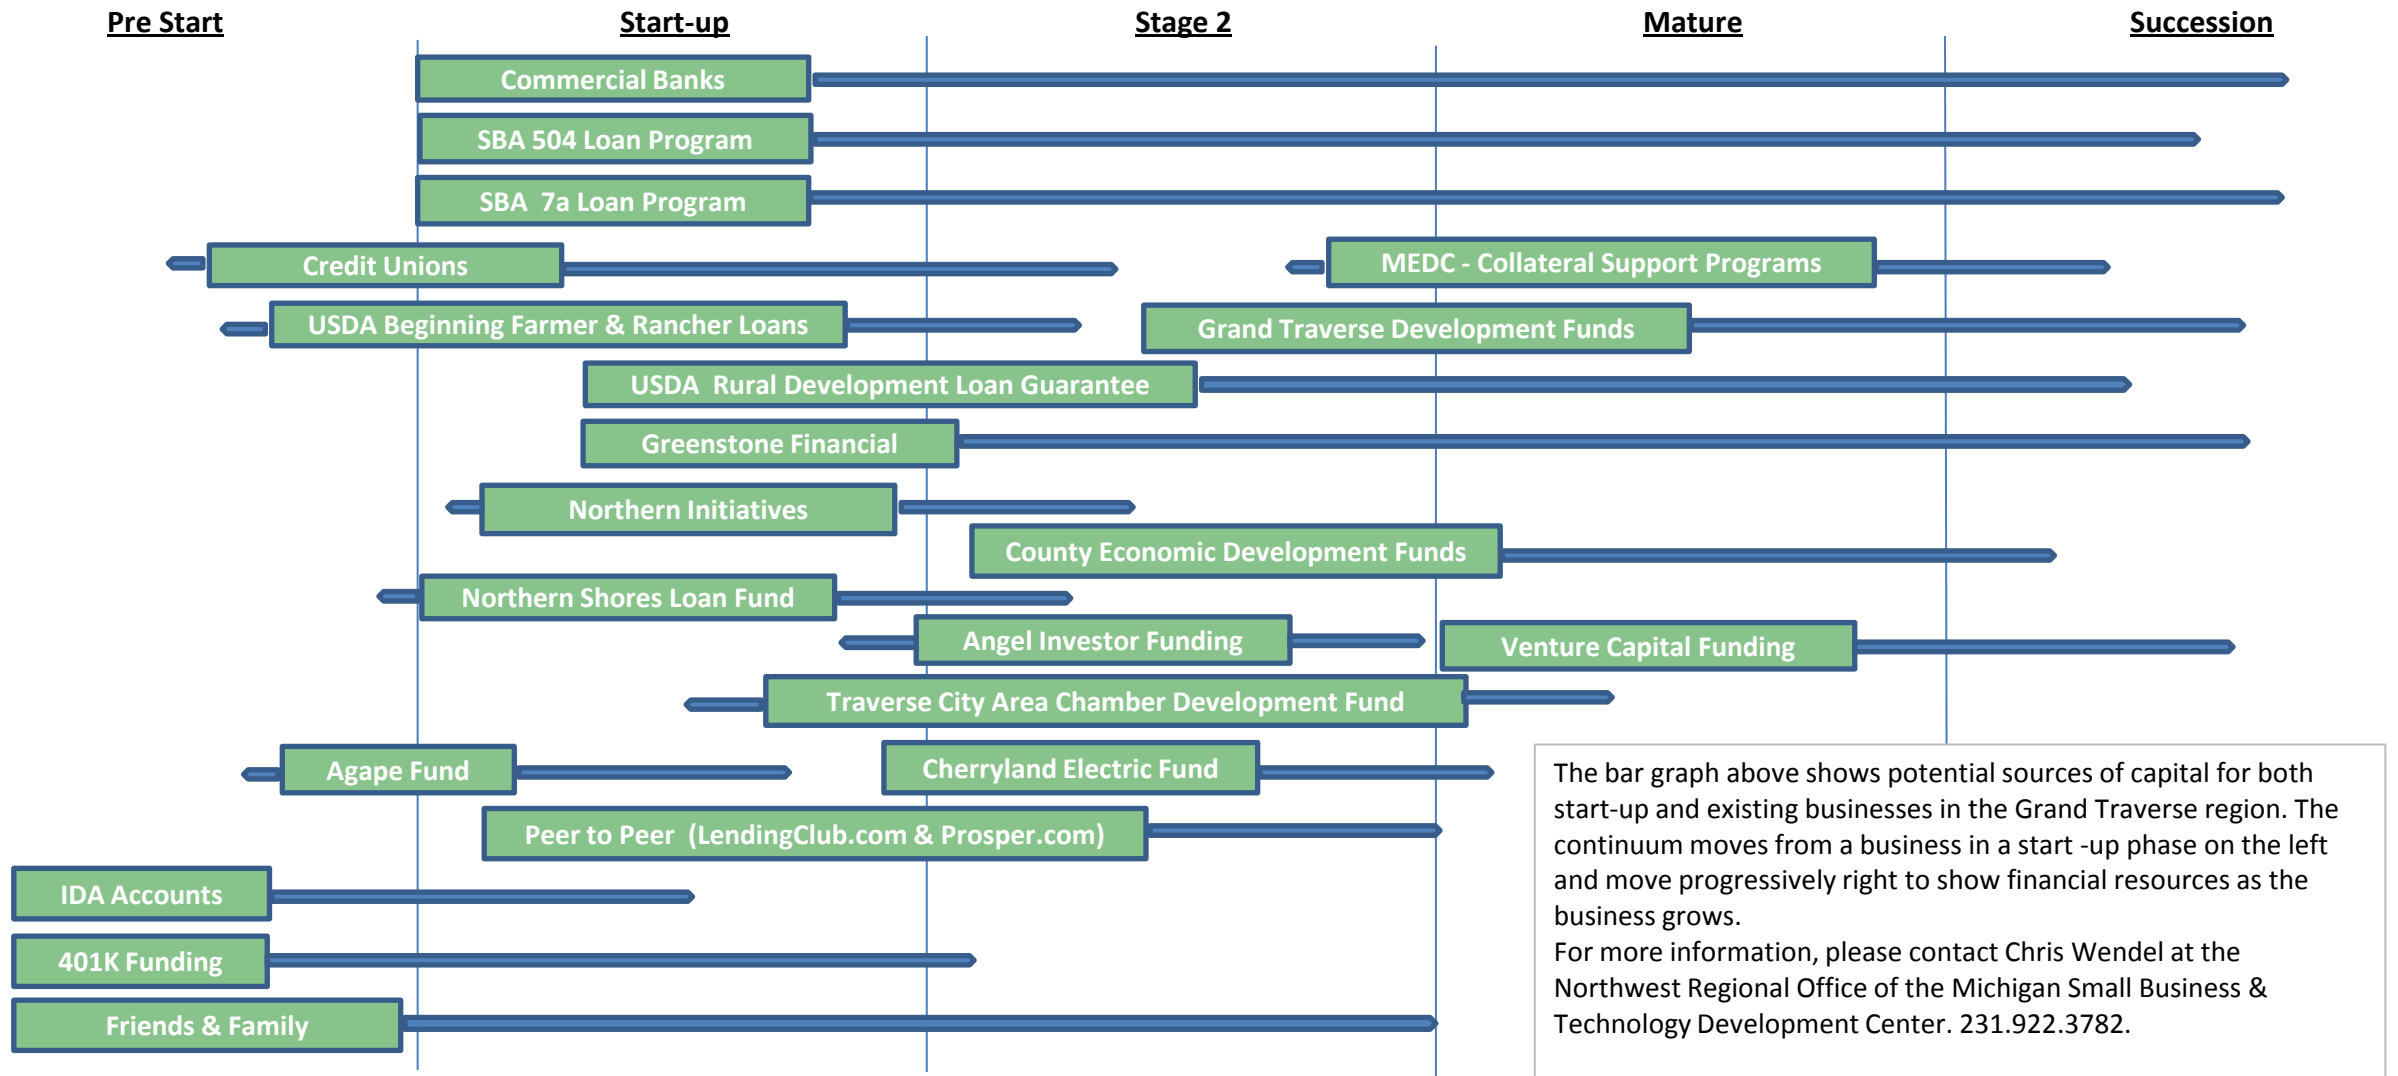 Pre Start
Start-up
Stage 2
Mature
Succession
Commercial Banks
SBA 504 Loan Program
SBA  7a Loan Program
Credit Unions
MEDC - Collateral Support Programs
USDA Beginning Farmer & Rancher Loans
Grand Traverse Development Funds
USDA  Rural Development Loan Guarantee
Greenstone Financial
Northern Initiatives
County Economic Development Funds
Northern Shores Loan Fund
Angel Investor Funding
Venture Capital Funding
Traverse City Area Chamber Development Fund
Agape Fund
Cherryland Electric Fund
Peer to Peer  (LendingClub.com & Prosper.com)
IDA Accounts
401K Funding
Friends & Family
The bar graph above shows potential sources of capital for both
start-up and existing businesses in the Grand Traverse region. The
continuum moves from a business in a start -up phase on the left
and move progressively right to show financial resources as the
business grows.
For more information, please contact Chris Wendel at the
Northwest Regional Office of the Michigan Small Business &
Technology Development Center. 231.922.3782.